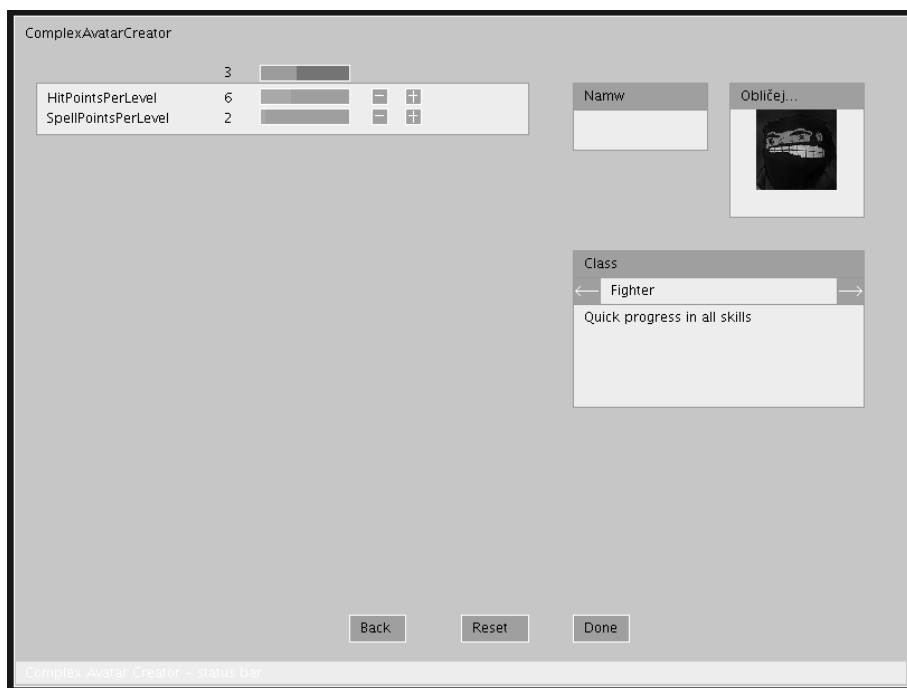 ComplexAvatarCreator
3
HitPointsPerLevel 6 − +
SpellPointsPerLevel 2 − +
Namw
Obličej...
Class
← Fighter →
Quick progress in all skills
Back Reset Done
Complex Avatar Creator - status bar